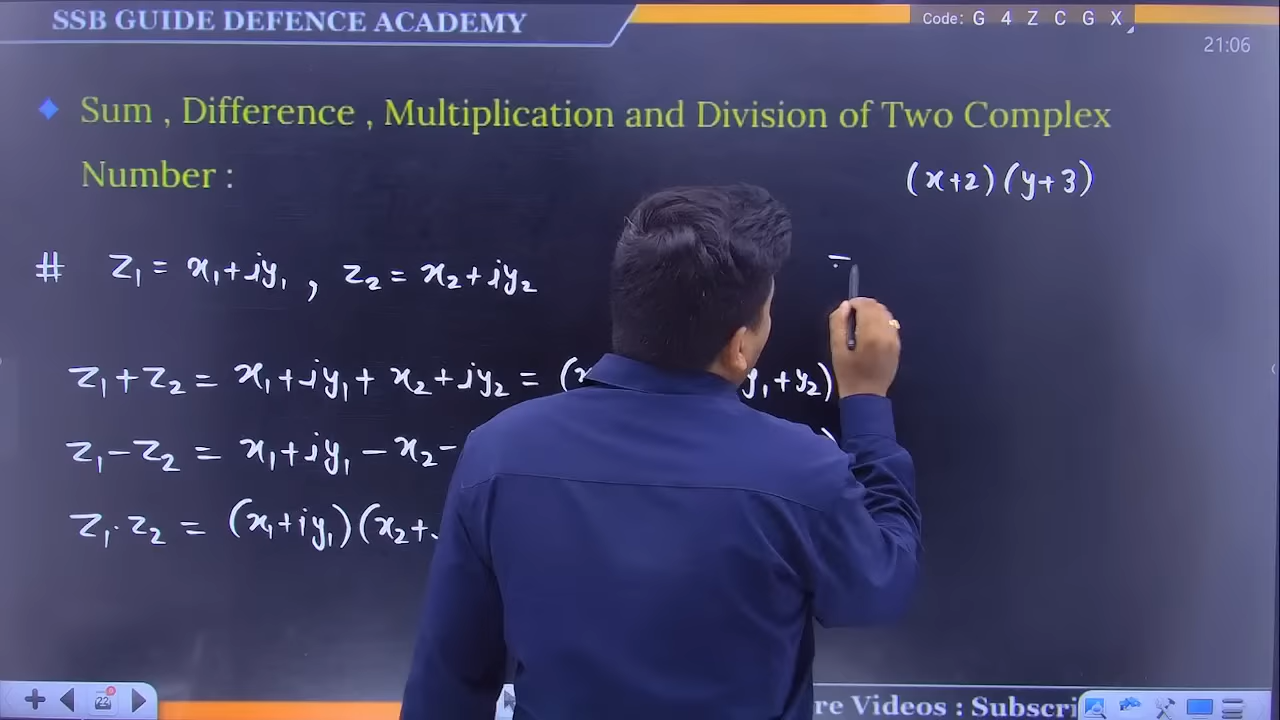 SSB GUIDE DEFENCE ACADEMY
Code: G 4 Z C G X
21:06
Sum , Difference , Multiplication and Division of Two Complex
Number :
(x+2)(y+3)
# z₁ = x₁+iy₁ , z₂ = x₂+iy₂
z₁+z₂ = x₁+iy₁+ x₂+iy₂ = (x y₁+y₂)
z₁-z₂ = x₁+iy₁ - x₂- )
z₁.z₂ = (x₁+iy₁)(x₂+
22
re Videos : Subscri